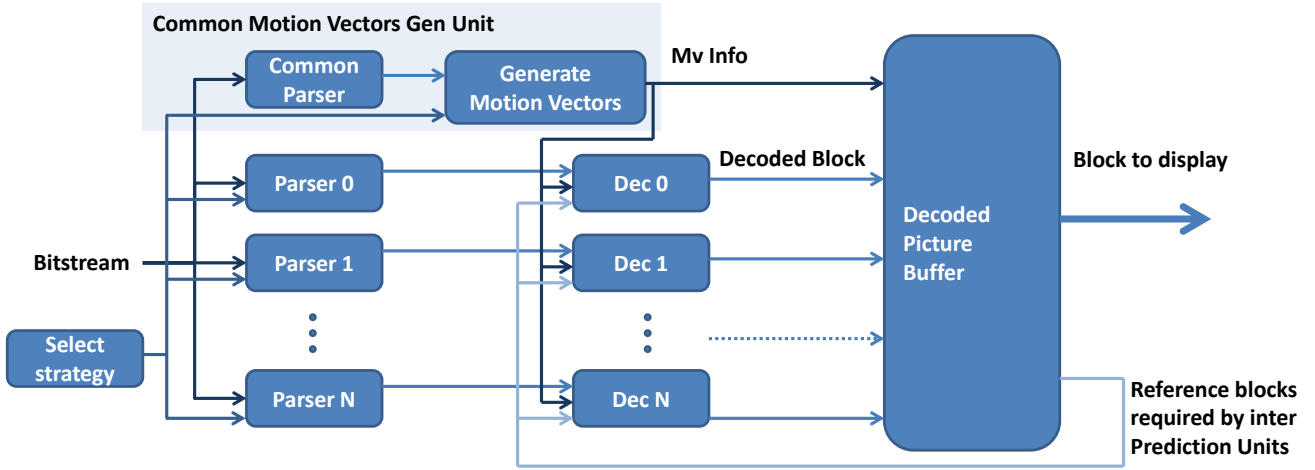 Common Motion Vectors Gen Unit
Common
Parser
Generate
Motion Vectors
Mv Info
Parser 0
Dec 0
Decoded Block
Block to display
Bitstream
Parser 1
Dec 1
Decoded
Picture
Buffer
Select
strategy
Parser N
Dec N
Reference blocks
required by inter
Prediction Units